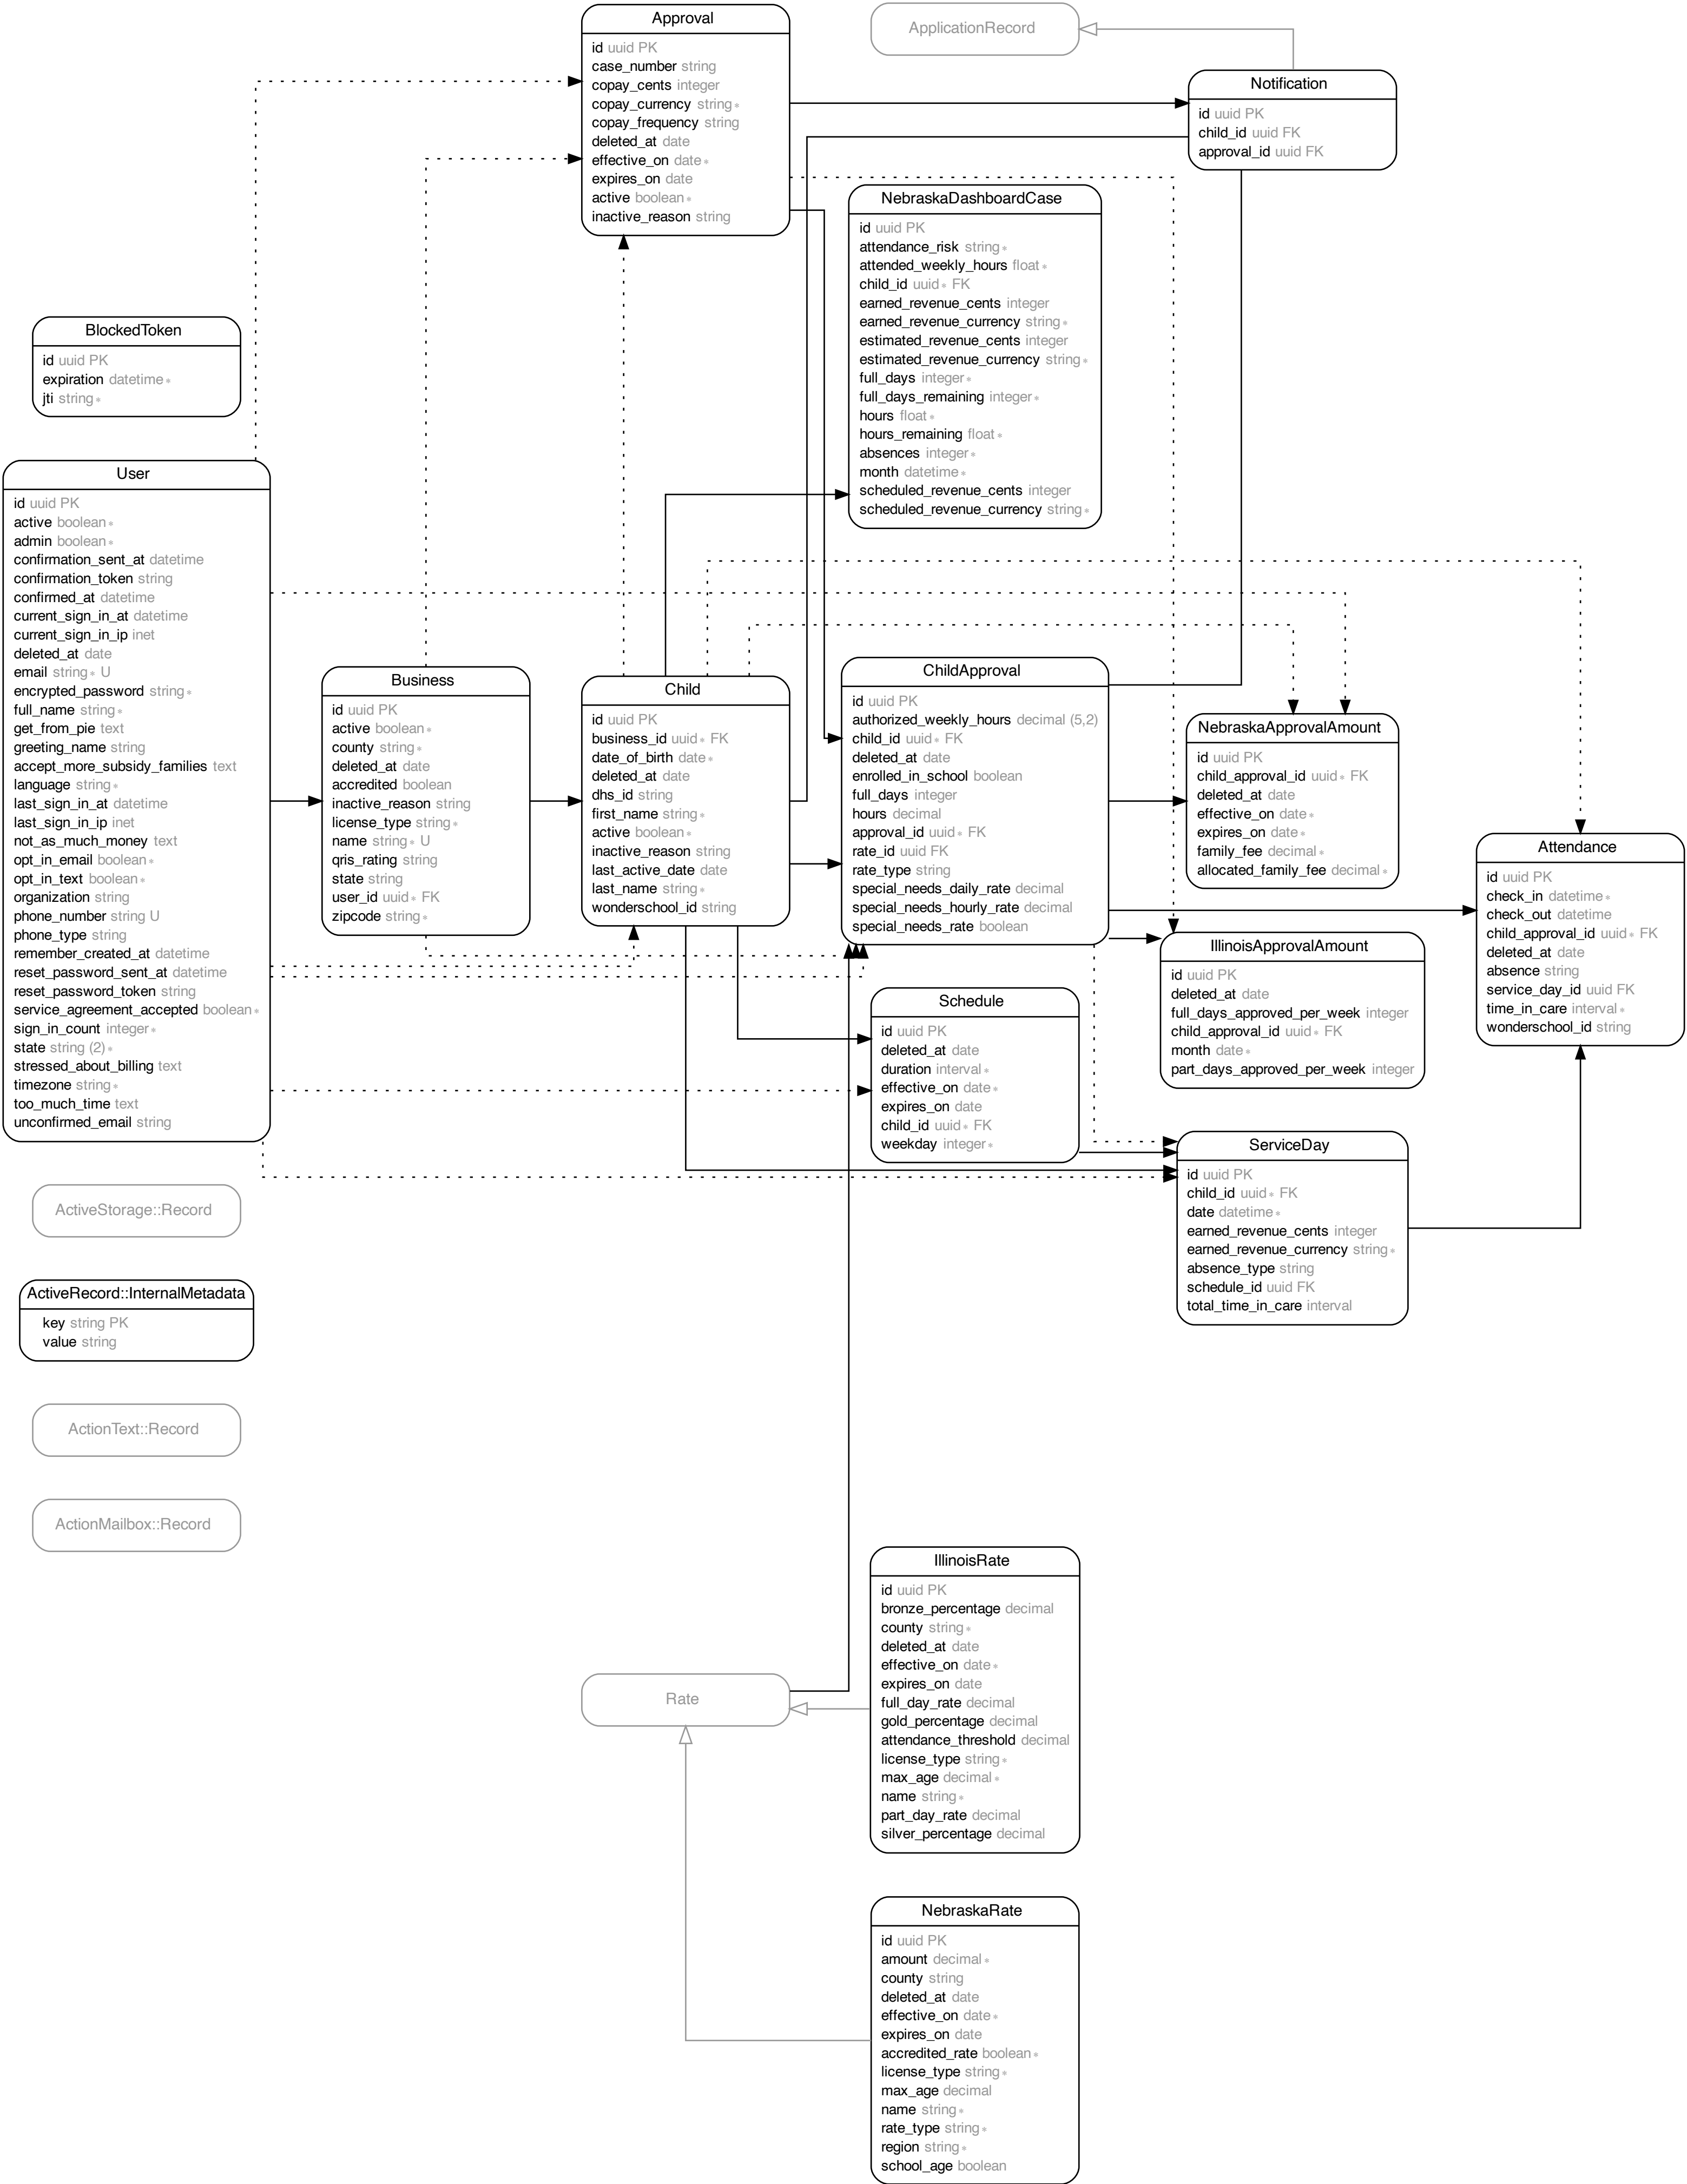 Approval
id uuid PK
case_number string
copay_cents integer
copay_currency string *
copay_frequency string
deleted_at date
effective_on date *
expires_on date
active boolean *
inactive_reason string
ApplicationRecord
Notification
id uuid PK
child_id uuid FK
approval_id uuid FK
NebraskaDashboardCase
id uuid PK
attendance_risk string *
attended_weekly_hours float *
child_id uuid * FK
earned_revenue_cents integer
earned_revenue_currency string *
estimated_revenue_cents integer
estimated_revenue_currency string *
full_days integer *
full_days_remaining integer *
hours float *
hours_remaining float *
absences integer *
month datetime *
scheduled_revenue_cents integer
scheduled_revenue_currency string *
BlockedToken
id uuid PK
expiration datetime *
jti string *
User
id uuid PK
active boolean *
admin boolean *
confirmation_sent_at datetime
confirmation_token string
confirmed_at datetime
current_sign_in_at datetime
current_sign_in_ip inet
deleted_at date
email string * U
encrypted_password string *
full_name string *
get_from_pie text
greeting_name string
accept_more_subsidy_families text
language string *
last_sign_in_at datetime
last_sign_in_ip inet
not_as_much_money text
opt_in_email boolean *
opt_in_text boolean *
organization string
phone_number string U
phone_type string
remember_created_at datetime
reset_password_sent_at datetime
reset_password_token string
service_agreement_accepted boolean *
sign_in_count integer *
state string (2) *
stressed_about_billing text
timezone string *
too_much_time text
unconfirmed_email string
Business
id uuid PK
active boolean *
county string *
deleted_at date
accredited boolean
inactive_reason string
license_type string *
name string * U
qris_rating string
state string
user_id uuid * FK
zipcode string *
Child
id uuid PK
business_id uuid * FK
date_of_birth date *
deleted_at date
dhs_id string
first_name string *
active boolean *
inactive_reason string
last_active_date date
last_name string *
wonderschool_id string
ChildApproval
id uuid PK
authorized_weekly_hours decimal (5,2)
child_id uuid * FK
deleted_at date
enrolled_in_school boolean
full_days integer
hours decimal
approval_id uuid * FK
rate_id uuid FK
rate_type string
special_needs_daily_rate decimal
special_needs_hourly_rate decimal
special_needs_rate boolean
NebraskaApprovalAmount
id uuid PK
child_approval_id uuid * FK
deleted_at date
effective_on date *
expires_on date *
family_fee decimal *
allocated_family_fee decimal *
Attendance
id uuid PK
check_in datetime *
check_out datetime
child_approval_id uuid * FK
deleted_at date
absence string
service_day_id uuid FK
time_in_care interval *
wonderschool_id string
IllinoisApprovalAmount
id uuid PK
deleted_at date
full_days_approved_per_week integer
child_approval_id uuid * FK
month date *
part_days_approved_per_week integer
Schedule
id uuid PK
deleted_at date
duration interval *
effective_on date *
expires_on date
child_id uuid * FK
weekday integer *
ServiceDay
id uuid PK
child_id uuid * FK
date datetime *
earned_revenue_cents integer
earned_revenue_currency string *
absence_type string
schedule_id uuid FK
total_time_in_care interval
ActiveStorage::Record
ActiveRecord::InternalMetadata
key string PK
value string
ActionText::Record
ActionMailbox::Record
Rate
IllinoisRate
id uuid PK
bronze_percentage decimal
county string *
deleted_at date
effective_on date *
expires_on date
full_day_rate decimal
gold_percentage decimal
attendance_threshold decimal
license_type string *
max_age decimal *
name string *
part_day_rate decimal
silver_percentage decimal
NebraskaRate
id uuid PK
amount decimal *
county string
deleted_at date
effective_on date *
expires_on date
accredited_rate boolean *
license_type string *
max_age decimal
name string *
rate_type string *
region string *
school_age boolean